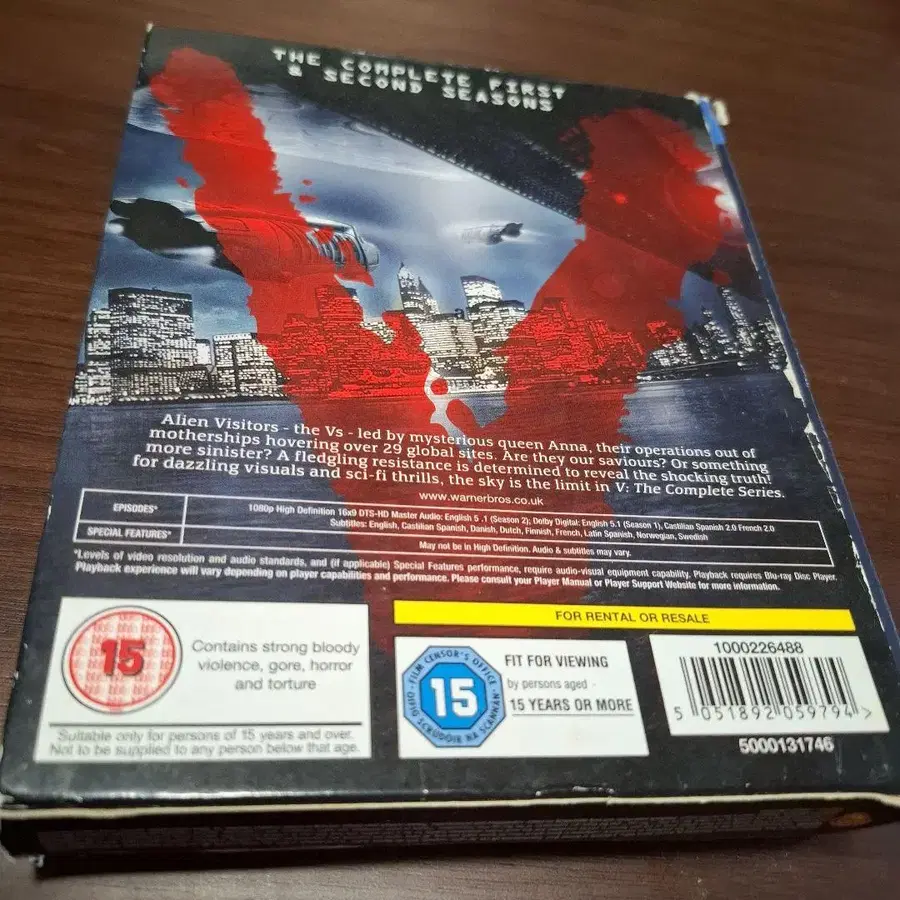 THE COMPLETE FIRST
& SECOND SEASONS
Alien Visitors - the Vs - led by mysterious queen Anna, their operations out of
motherships hovering over 29 global sites. Are they our saviours? Or something
more sinister? A fledgling resistance is determined to reveal the shocking truth!
for dazzling visuals and sci-fi thrills, the sky is the limit in V: The Complete Series.
www.warnerbros.co.uk
EPISODES* 1080p High Definition 16x9 DTS-HD Master Audio: English 5 .1 (Season 2); Dolby Digital: English 5.1 (Season 1), Castilian Spanish 2.0 French 2.0
Subtitles: English, Castilian Spanish, Danish, Dutch, Finnish, French, Latin Spanish, Norwegian, Swedish
SPECIAL FEATURES* May not be in High Definition. Audio & subtitles may vary.
*Levels of video resolution and audio standards, and (if applicable) Special Features performance, require audio-visual equipment capability. Playback requires Blu-ray Disc Player.
Playback experience will vary depending on player capabilities and performance. Please consult your Player Manual or Player Support Website for more information.
15
Contains strong bloody
violence, gore, horror
and torture
Suitable only for persons of 15 years and over.
Not to be supplied to any person below that age.
FOR RENTAL OR RESALE
FILM CENSOR'S OFFICE
15
OIFIG SCRÚDÓIR NA SCANNÁN
FIT FOR VIEWING
by persons aged -
15 YEARS OR MORE
1000226488
5 051892 059794 >
5000131746